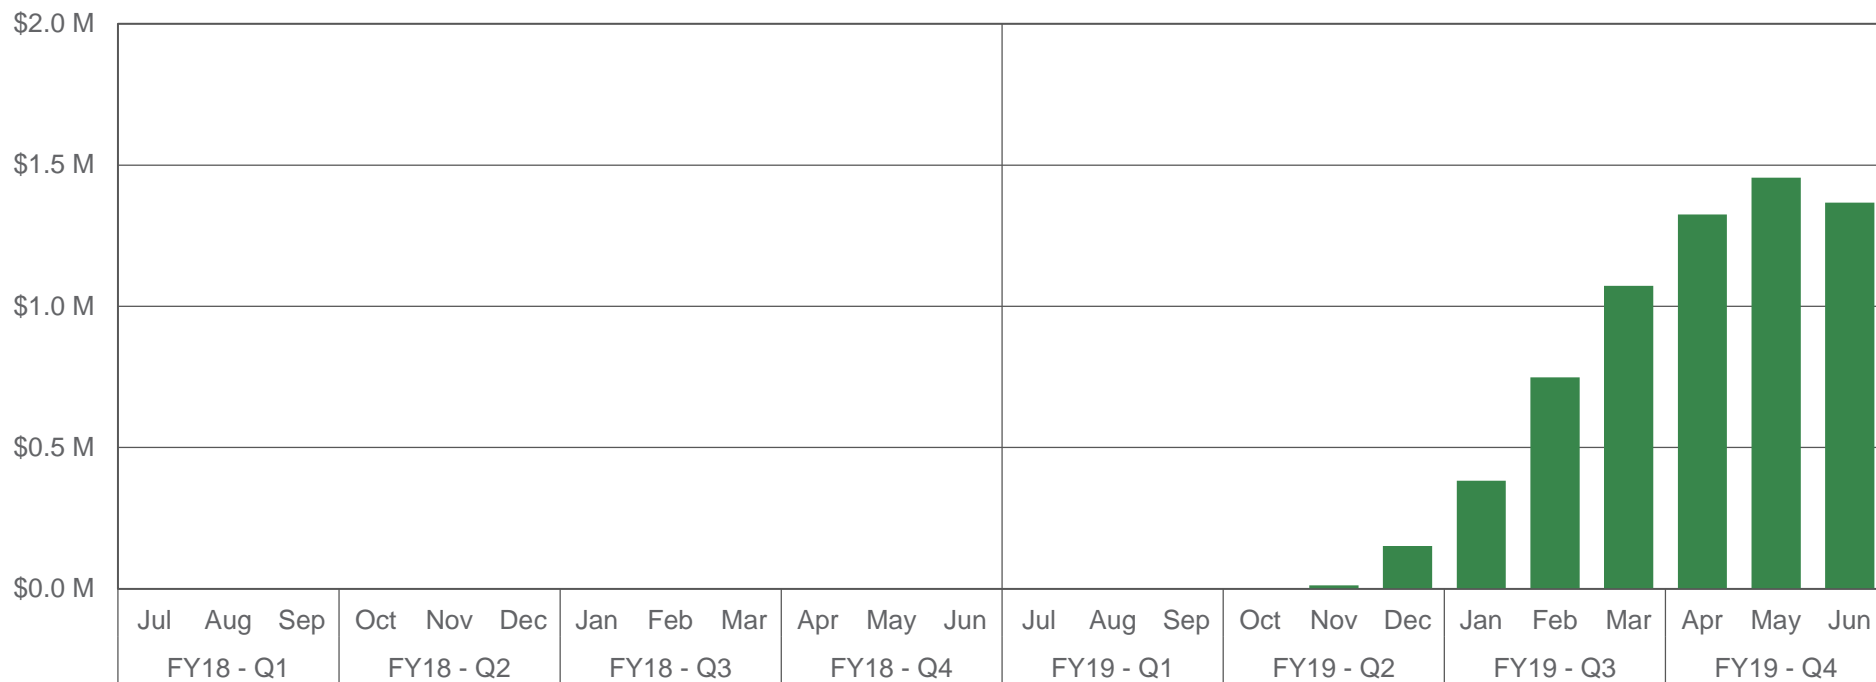 $2.0 M
$1.5 M
$1.0 M
$0.5 M
$0.0 M
Jul Aug Sep Oct Nov Dec Jan Feb Mar Apr May Jun Jul Aug Sep Oct Nov Dec Jan Feb Mar Apr May Jun
FY18 - Q1 FY18 - Q2 FY18 - Q3 FY18 - Q4 FY19 - Q1 FY19 - Q2 FY19 - Q3 FY19 - Q4